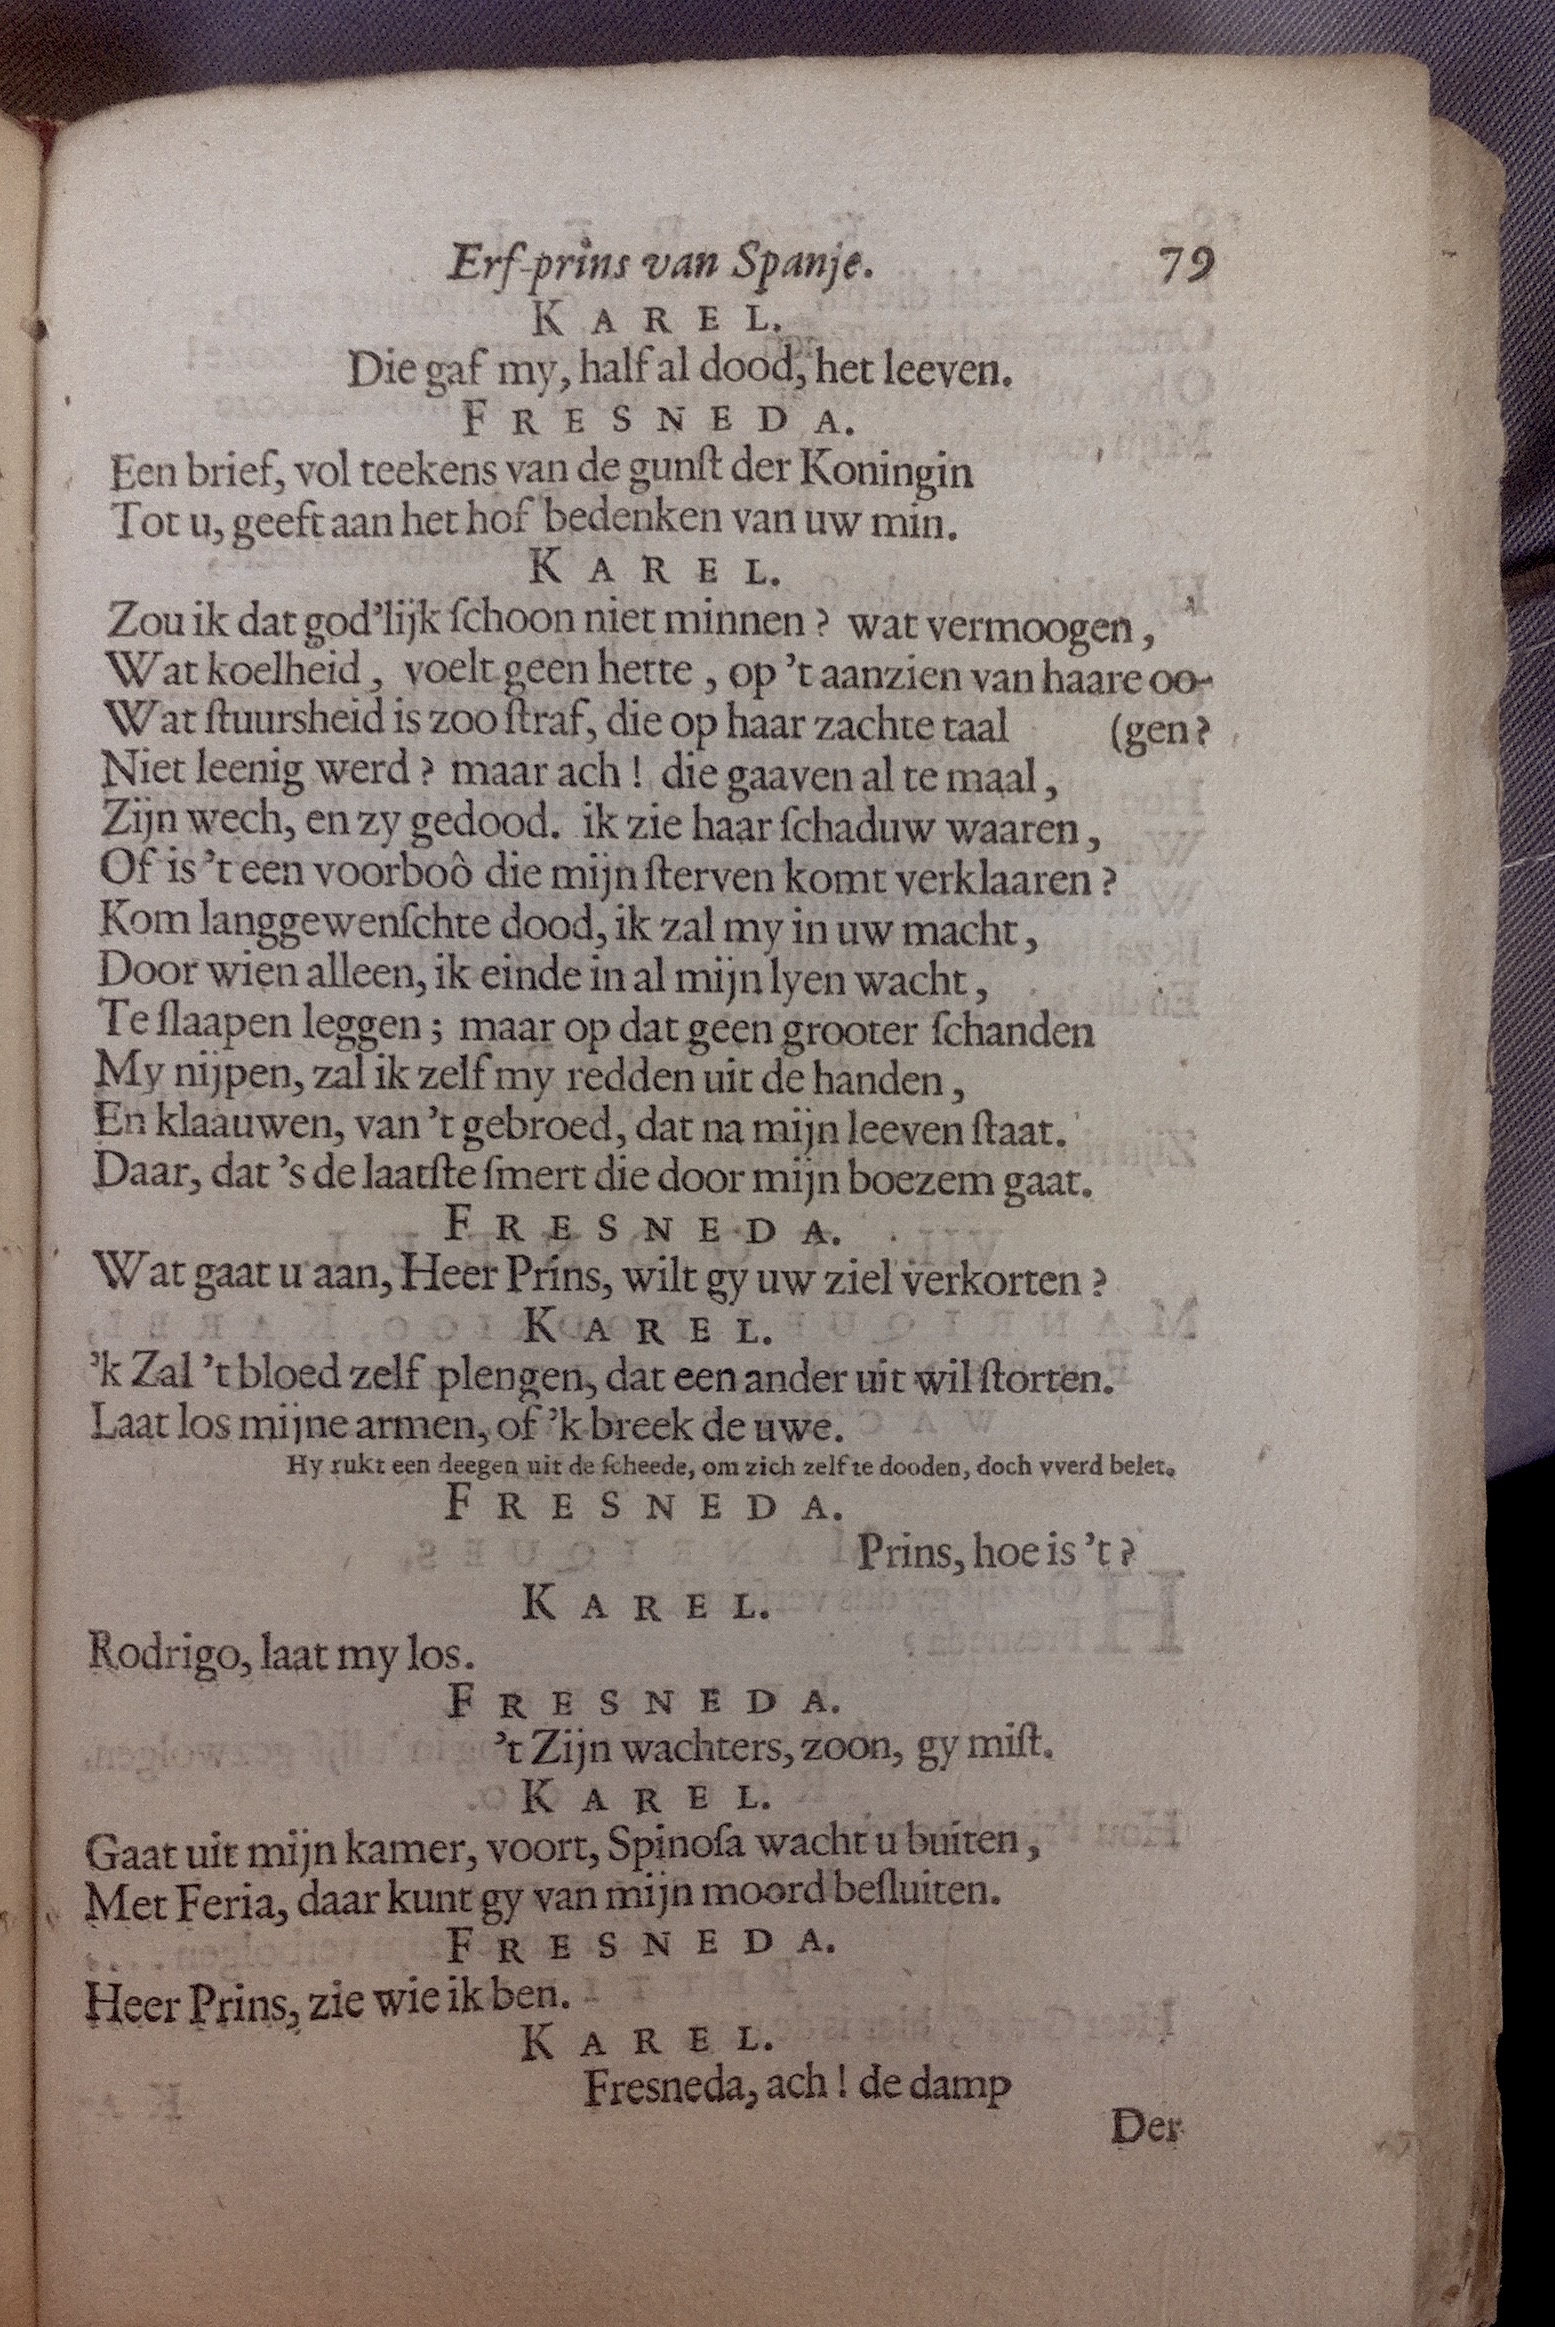 Erf-prins van Spanje. 79
KAREL.
Die gaf my, half al dood, het leeven.
FRESNEDA.
Een brief, vol teekens van de gunſt der Koningin
Tot u, geeft aan het hof bedenken van uw min.
KAREL.
Zou ik dat god'lijk ſchoon niet minnen? wat vermoogen,
Wat koelheid, voelt geen hette, op 't aanzien van haare oo-
Wat ſtuursheid is zoo ſtraf, die op haar zachte taal (gen?
Niet leenig werd? maar ach! die gaaven al te maal,
Zijn wech, en zy gedood. ik zie haar ſchaduw waaren,
Of is 't een voorboô die mijn ſterven komt verklaaren?
Kom langgewenſchte dood, ik zal my in uw macht,
Door wien alleen, ik einde in al mijn lyen wacht,
Te ſlaapen leggen; maar op dat geen grooter ſchanden
My nijpen, zal ik zelf my redden uit de handen,
En klaauwen, van 't gebroed, dat na mijn leeven ſtaat.
Daar, dat 's de laatſte ſmert die door mijn boezem gaat.
FRESNEDA.
Wat gaat u aan, Heer Prins, wilt gy uw ziel verkorten?
KAREL.
'k Zal 't bloed zelf plengen, dat een ander uit wil ſtorten.
Laat los mijne armen, of 'k breek de uwe.
Hy rukt een deegen uit de ſcheede, om zich zelf te dooden, doch vverd belet.
FRESNEDA.
Prins, hoe is 't?
KAREL.
Rodrigo, laat my los.
FRESNEDA.
't Zijn wachters, zoon, gy miſt.
KAREL.
Gaat uit mijn kamer, voort, Spinoſa wacht u buiten,
Met Feria, daar kunt gy van mijn moord beſluiten.
FRESNEDA.
Heer Prins, zie wie ik ben.
KAREL.
Fresneda, ach! de damp
Der